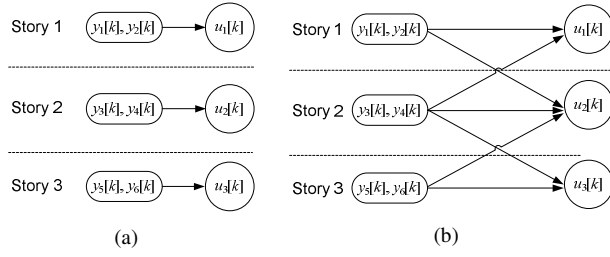 Story 1 y₁[k], y₂[k] u₁[k]
Story 2 y₃[k], y₄[k] u₂[k]
Story 3 y₅[k], y₆[k] u₃[k]
(a)
Story 1 y₁[k], y₂[k] u₁[k]
Story 2 y₃[k], y₄[k] u₂[k]
Story 3 y₅[k], y₆[k] u₃[k]
(b)